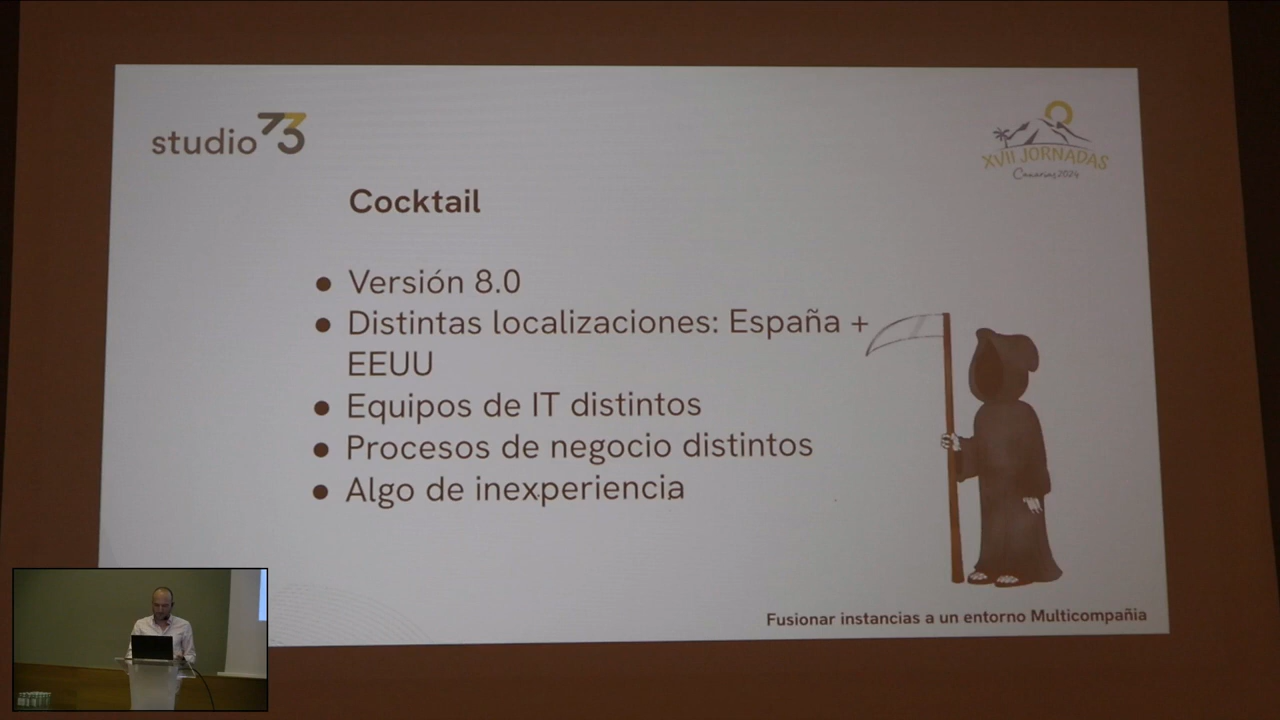 studio73
XVII JORNADAS
Canarias 2024
Cocktail
● Versión 8.0
● Distintas localizaciones: España +
EEUU
● Equipos de IT distintos
● Procesos de negocio distintos
● Algo de inexperiencia
Fusionar instancias a un entorno Multicompañia